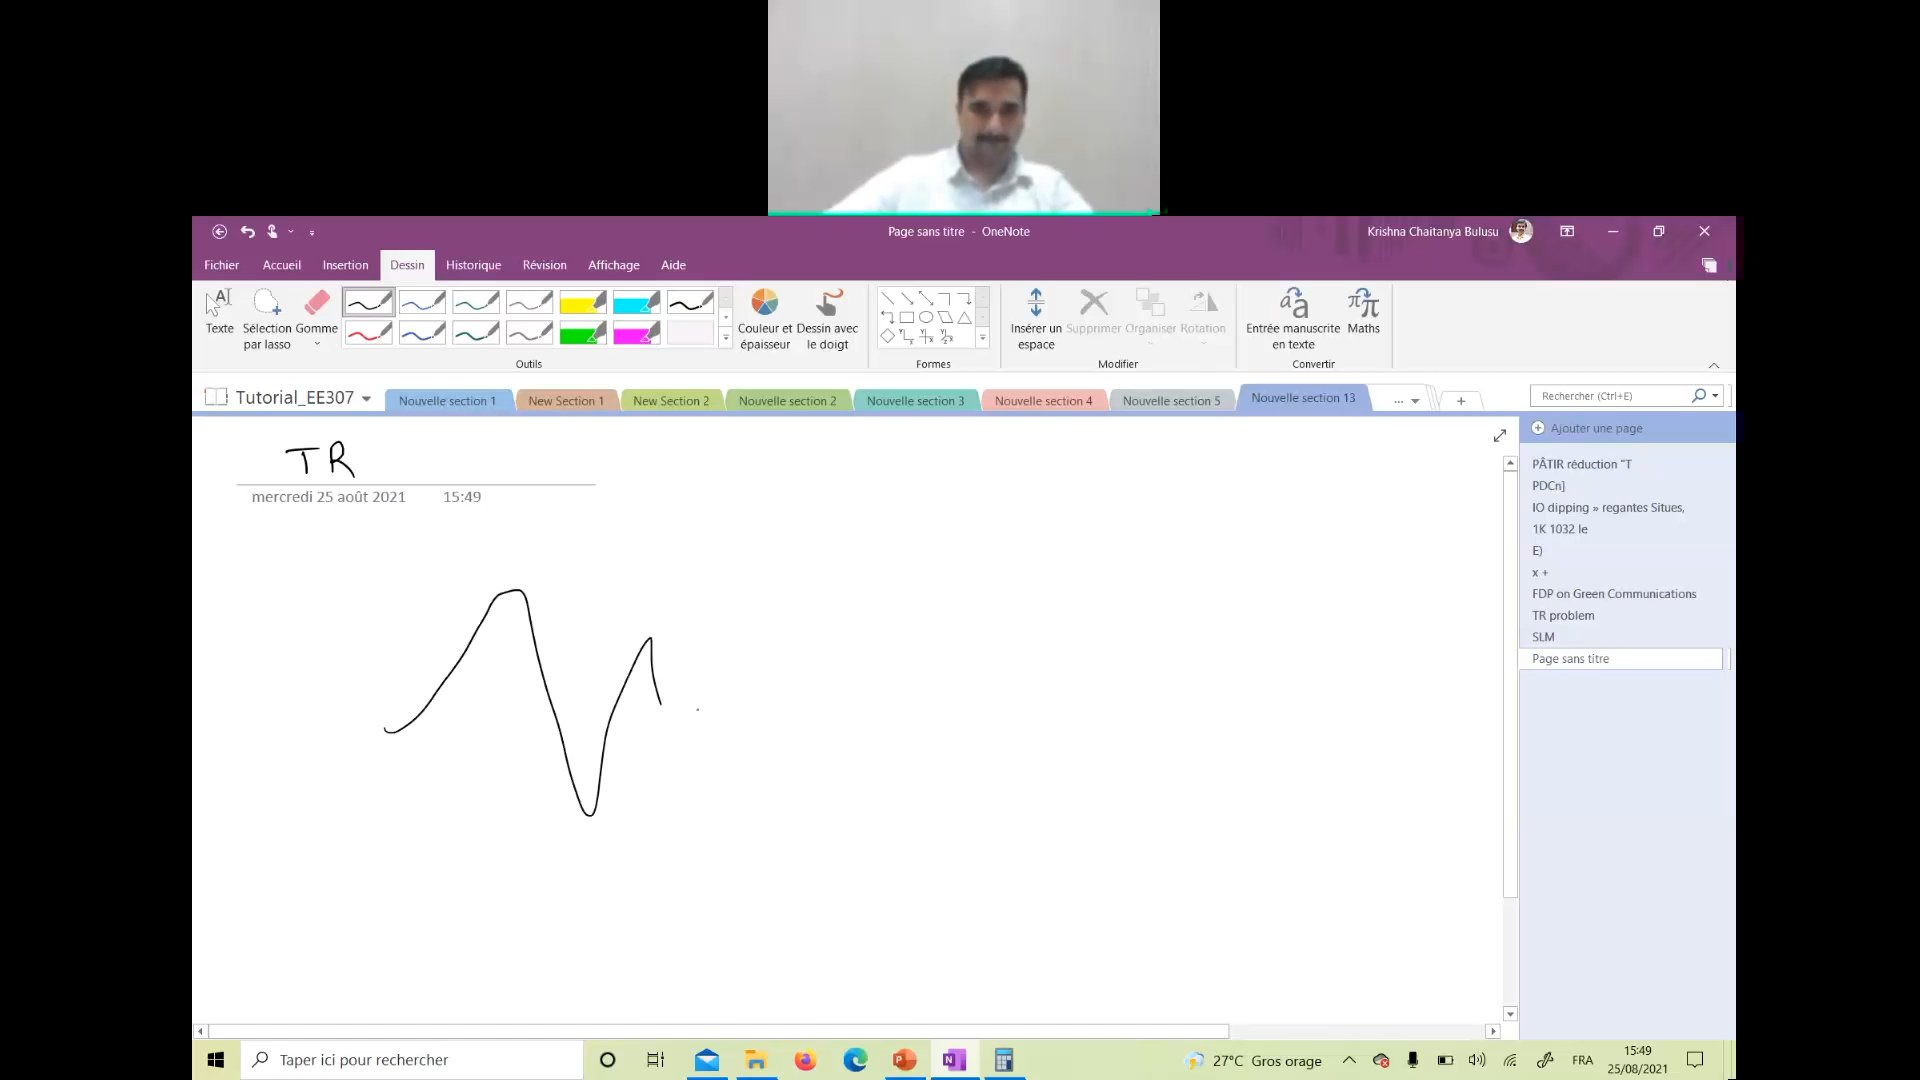 Page sans titre - OneNote
Krishna Chaitanya Bulusu
Fichier Accueil Insertion Dessin Historique Révision Affichage Aide
Texte
Sélection par lasso
Gomme
Couleur et épaisseur
Dessin avec le doigt
Insérer un espace
Supprimer
Organiser
Rotation
Entrée manuscrite en texte
Maths
Outils
Formes
Modifier
Convertir
Tutorial_EE307
Nouvelle section 1
New Section 1
New Section 2
Nouvelle section 2
Nouvelle section 3
Nouvelle section 4
Nouvelle section 5
Nouvelle section 13
...
Rechercher (Ctrl+E)
TR
mercredi 25 août 2021 15:49
Ajouter une page
PÂTIR réduction "T
PDCn]
IO dipping » regantes Situes,
1K 1032 le
E)
x +
FDP on Green Communications
TR problem
SLM
Page sans titre
Taper ici pour rechercher
27°C Gros orage
FRA
15:49
25/08/2021